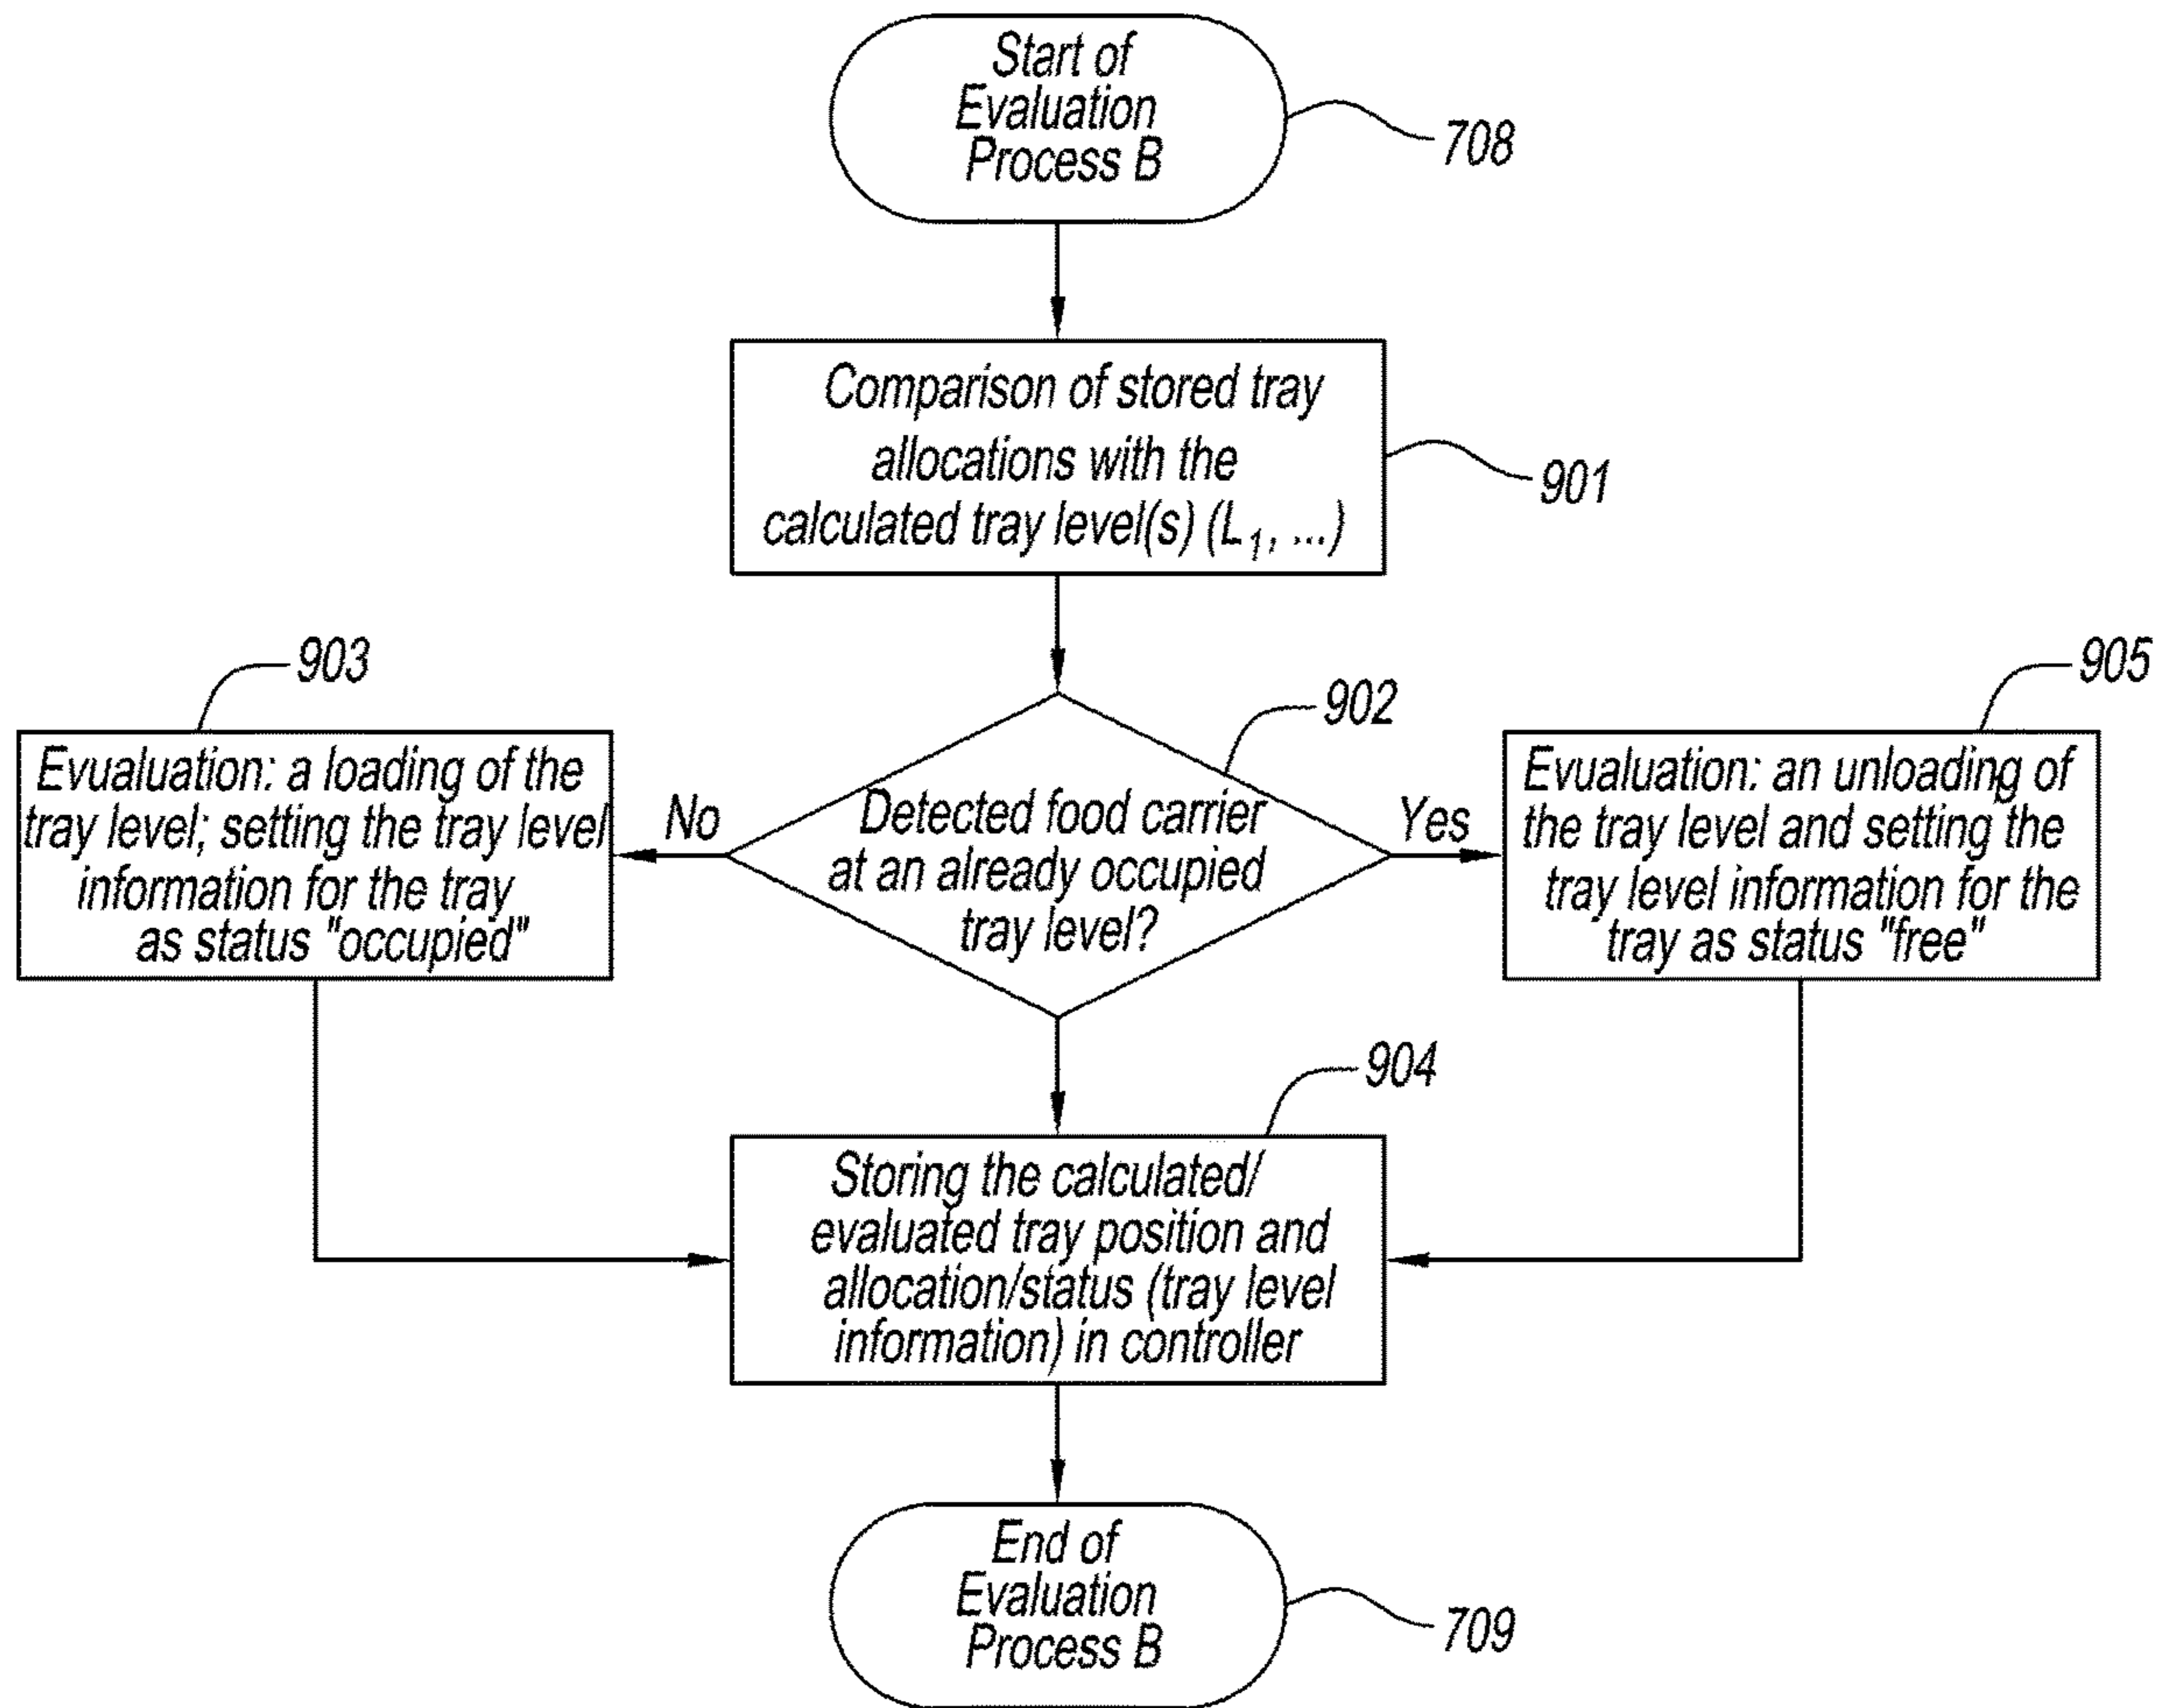 Start of
Evaluation
Process B
708
Comparison of stored tray
allocations with the
calculated tray level(s) (L1, ...)
901
903
902
905
Evualuation: a loading of the
tray level; setting the tray level
information for the tray
as status "occupied"
No
Detected food carrier
at an already occupied
tray level?
Yes
Evualuation: an unloading of
the tray level and setting the
tray level information for the
tray as status "free"
904
Storing the calculated/
evaluated tray position and
allocation/status (tray level
information) in controller
End of
Evaluation
Process B
709